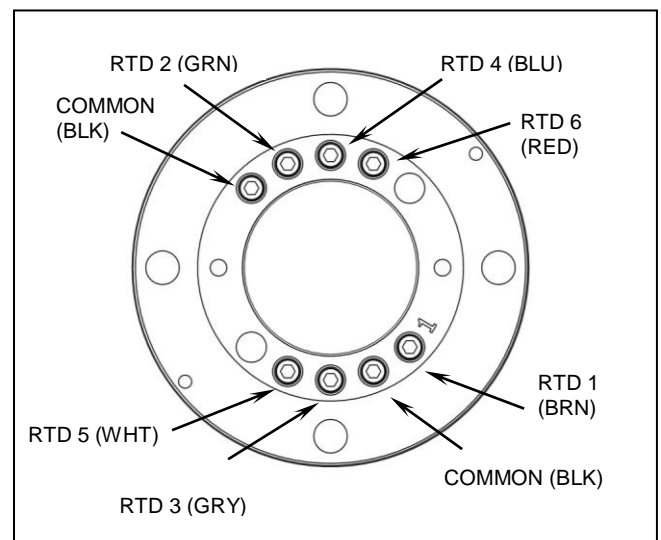 RTD 2 (GRN)
RTD 4 (BLU)
COMMON
(BLK)
RTD 6
(RED)
1
RTD 1
(BRN)
RTD 5 (WHT)
COMMON (BLK)
RTD 3 (GRY)